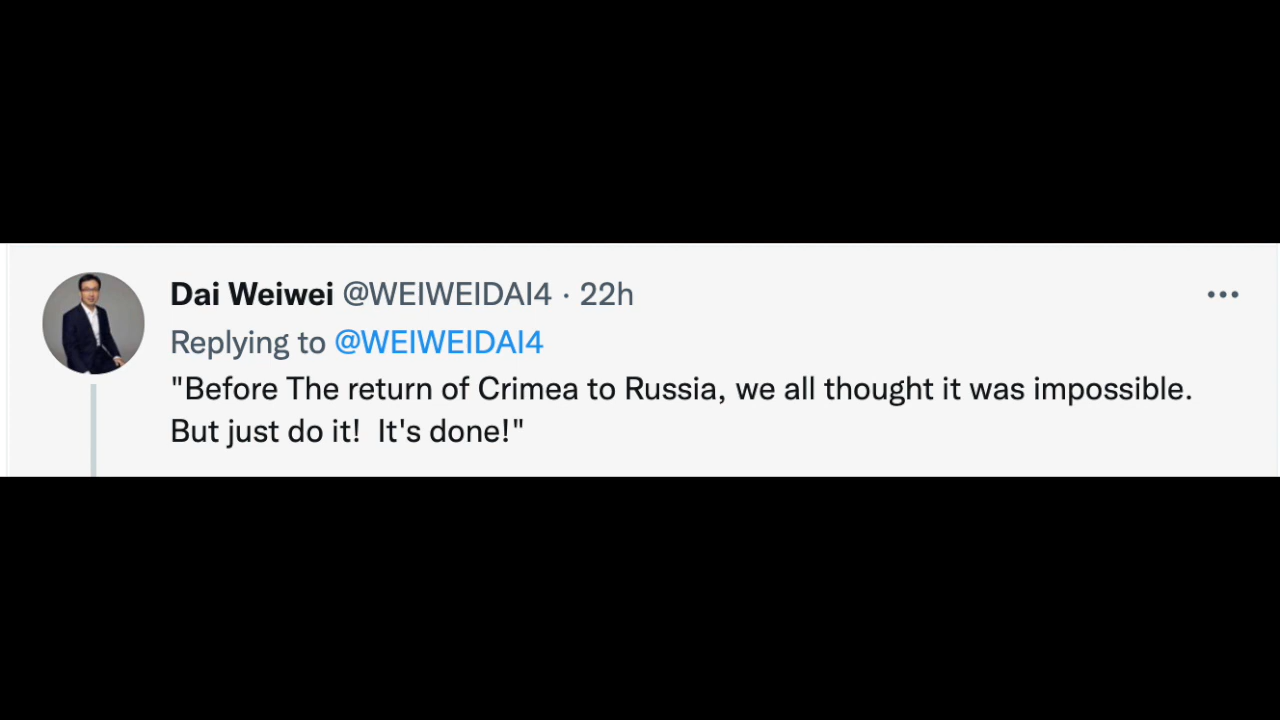 Dai Weiwei @WEIWEIDAI4 · 22h
Replying to @WEIWEIDAI4
"Before The return of Crimea to Russia, we all thought it was impossible.
But just do it!  It's done!"